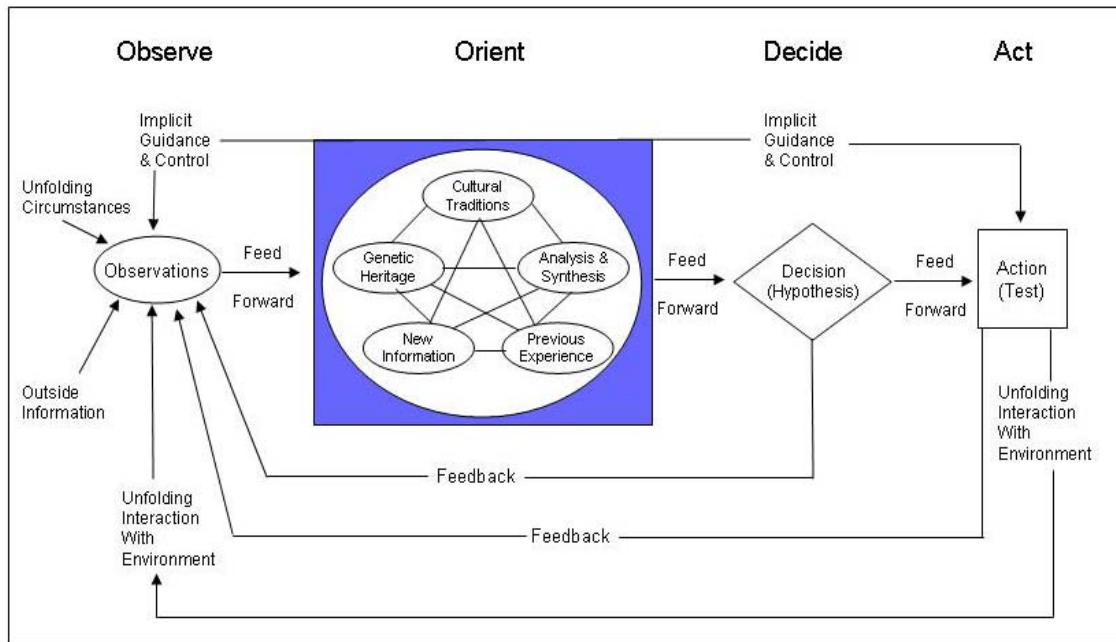 Observe
Orient
Decide
Act
Implicit
Guidance
& Control
Implicit
Guidance
& Control
Unfolding
Circumstances
Observations
Feed
Forward
Cultural
Traditions
Genetic
Heritage
Analysis &
Synthesis
New
Information
Previous
Experience
Feed
Forward
Decision
(Hypothesis)
Feed
Forward
Action
(Test)
Outside
Information
Unfolding
Interaction
With
Environment
Feedback
Unfolding
Interaction
With
Environment
Feedback